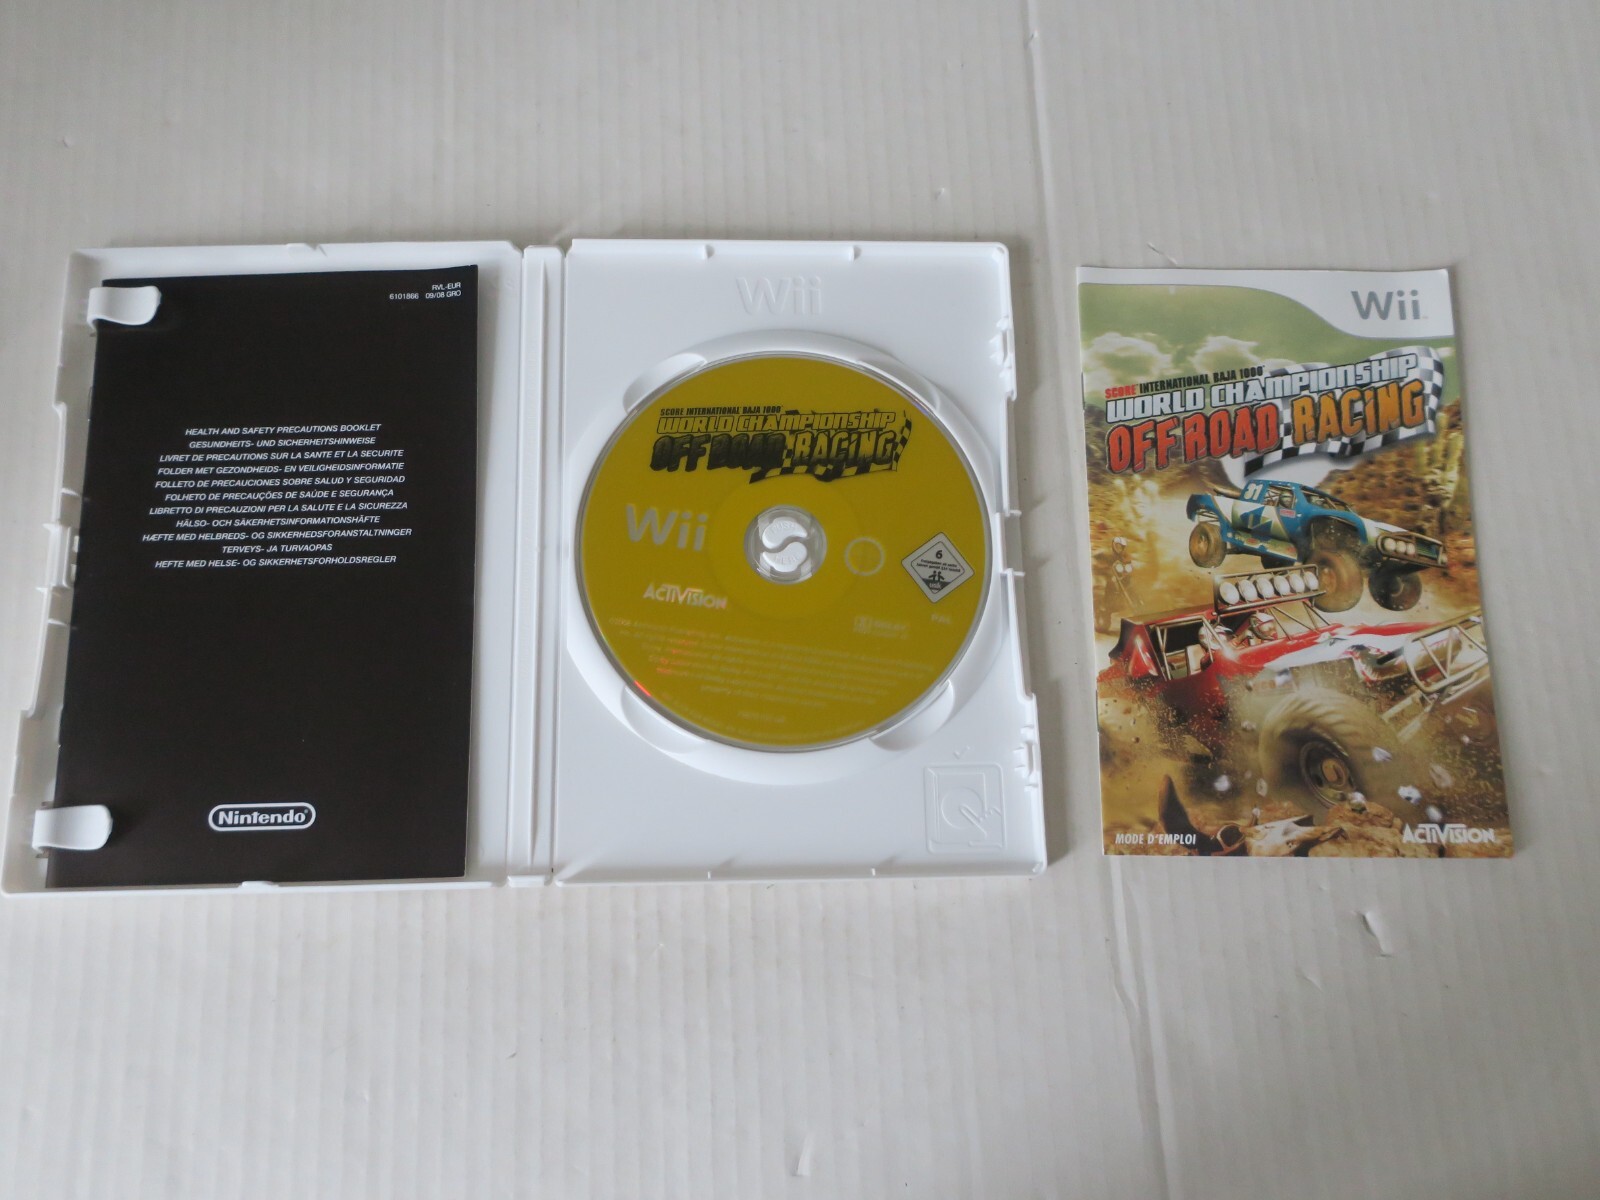 RVL-EUR
6101866 09/08 GRO
HEALTH AND SAFETY PRECAUTIONS BOOKLET
GESUNDHEITS- UND SICHERHEITSHINWEISE
LIVRET DE PRECAUTIONS SUR LA SANTE ET LA SECURITE
FOLDER MET GEZONDHEIDS- EN VEILIGHEIDSINFORMATIE
FOLLETO DE PRECAUCIONES SOBRE SALUD Y SEGURIDAD
FOLHETO DE PRECAUÇÕES DE SAÚDE E SEGURANÇA
LIBRETTO DI PRECAUZIONI PER LA SALUTE E LA SICUREZZA
HÄLSO- OCH SÄKERHETSINFORMATIONSHÄFTE
HÆFTE MED HELBREDS- OG SIKKERHEDSFORANSTALTNINGER
TERVEYS- JA TURVAOPAS
HEFTE MED HELSE- OG SIKKERHETSFORHOLDSREGLER
Nintendo®
Wii
SCORE INTERNATIONAL BAJA 1000
WORLD CHAMPIONSHIP
OFF ROAD RACING
Wii
6
ACTIVISION
PAL
Wii
SCORE INTERNATIONAL BAJA 1000
WORLD CHAMPIONSHIP
OFF ROAD RACING
91
MODE D'EMPLOI
ACTIVISION